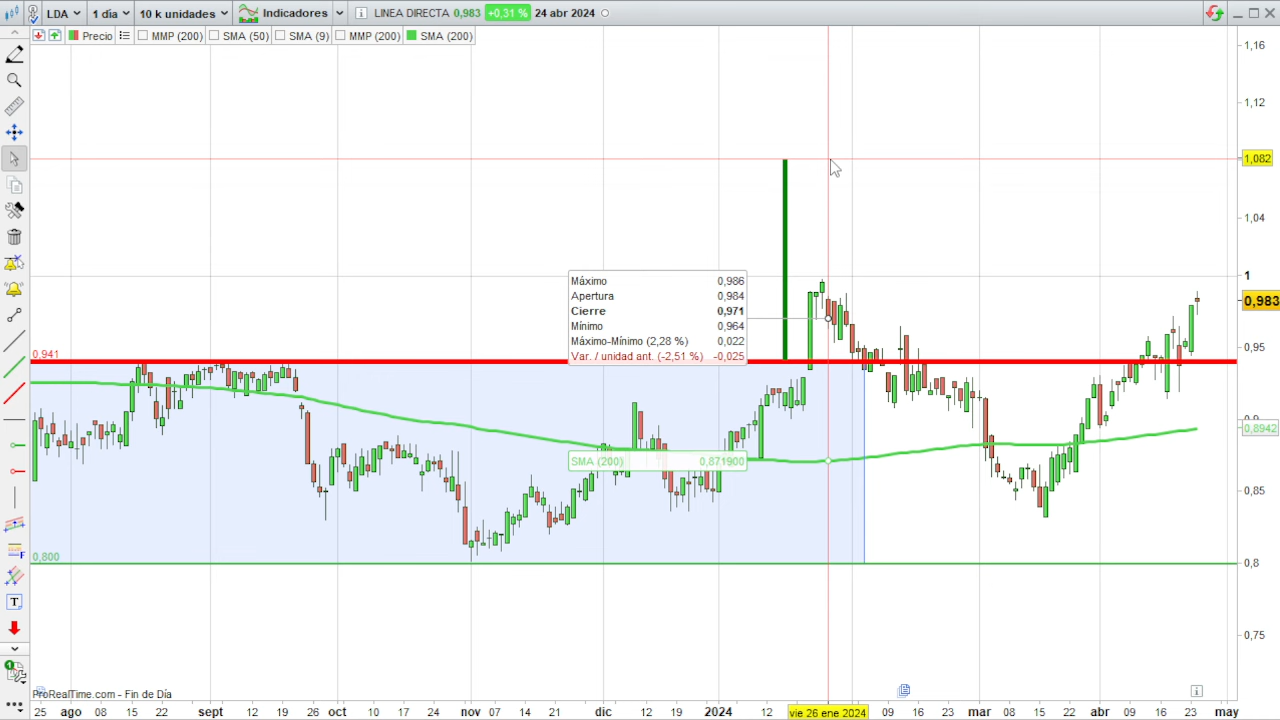 LDA 1 día 10 k unidades Indicadores LINEA DIRECTA 0,983 +0,31 % 24 abr 2024
Precio MMP (200) SMA (50) SMA (9) MMP (200) SMA (200)
1,16
1,12
1,082
1,04
1
Máximo 0,986
Apertura 0,984
Cierre 0,971
Mínimo 0,964
Máximo-Mínimo (2,28 %) 0,022
Var. / unidad ant. (-2,51 %) -0,025
0,983
0,95
0,941
0,8942
SMA (200) 0,871900
0,85
0,800
0,8
0,75
ProRealTime.com - Fin de Día
25 ago 08 15 22 sept 12 19 26 oct 10 17 24 nov 07 14 21 dic 12 19 2024 12 vie 26 ene 2024 09 16 23 mar 08 15 22 abr 09 16 23 may